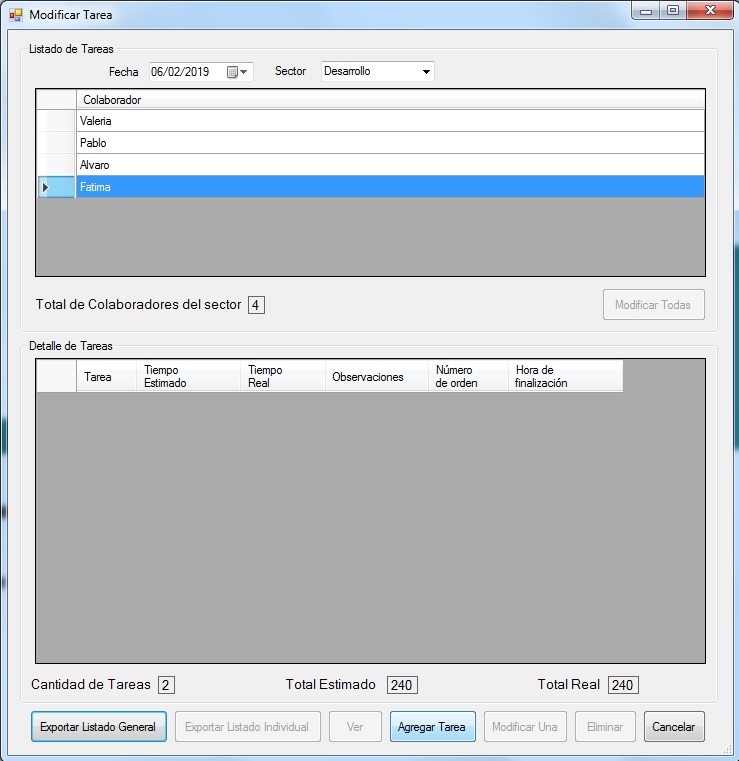 Modificar Tarea
Listado de Tareas
Fecha 06/02/2019 Sector Desarrollo
Colaborador
Valeria
Pablo
Alvaro
Fatima
Total de Colaboradores del sector 4 Modificar Todas
Detalle de Tareas
Tarea Tiempo Estimado Tiempo Real Observaciones Número de orden Hora de finalización
Cantidad de Tareas 2 Total Estimado 240 Total Real 240
Exportar Listado General Exportar Listado Individual Ver Agregar Tarea Modificar Una Eliminar Cancelar